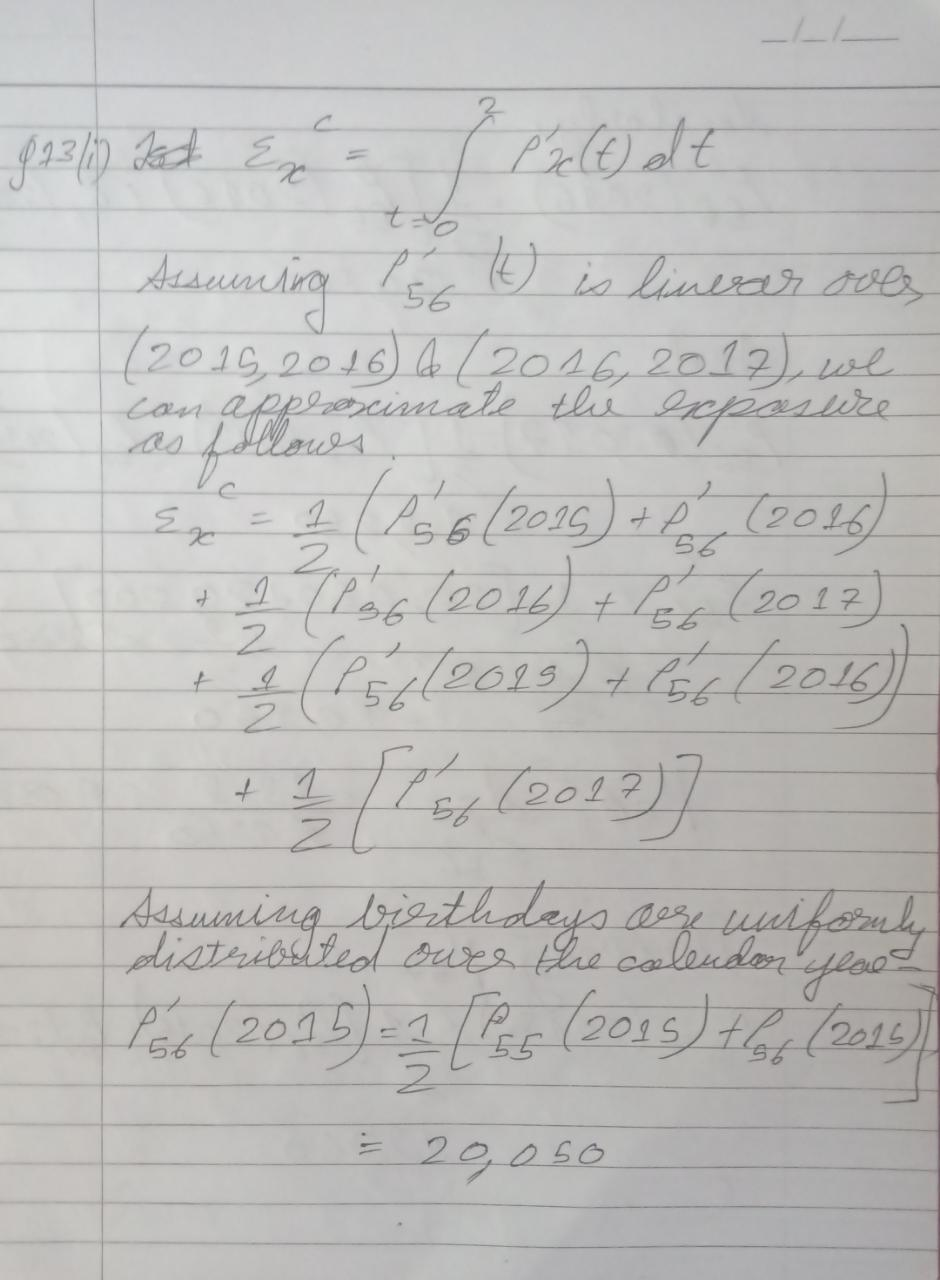 _/_/__
Q13(i) E_x^c = ∫_{t=0}^{2} P'x(t) dt
Assuming P'_56 (t) is linerar over
(2015, 2016) & (2016, 2017), we
can approximate the exposure
as follows.
E_x^c = 1/2 (P'_56 (2015) + P'_56 (2016)
+ 1/2 (P'_56 (2016) + P'_56 (2017)
+ 1/2 (P'_56 (2015) + P'_56 (2016))
+ 1/2 [P'_56 (2017)]
Assuming birthdays are uniformly
distributed over the calendar year-
P'_56 (2015) = 1/2 [P_55 (2015) + P_56 (2015)]
= 20,050